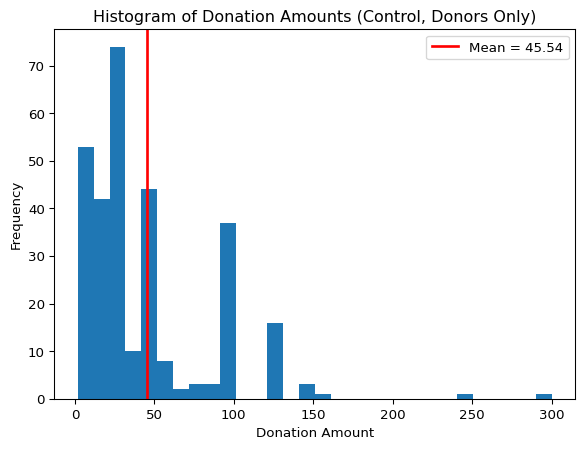 Histogram of Donation Amounts (Control, Donors Only)
Mean = 45.54
Frequency
70
60
50
40
30
20
10
0
0 50 100 150 200 250 300
Donation Amount